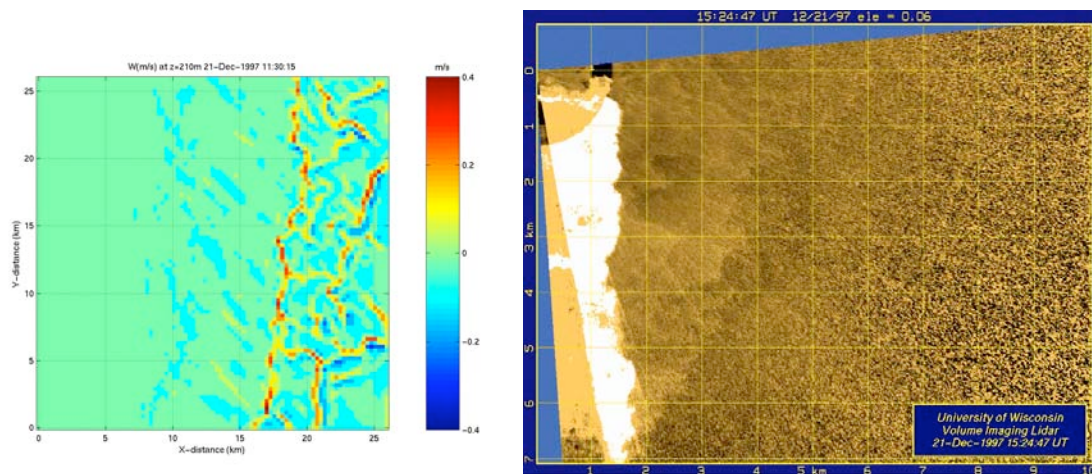 W(m/s) at z=210m 21-Dec-1997 11:30:15
m/s
25
20
15
10
5
0
Y-distance (km)
0 5 10 15 20 25
X-distance (km)
0.4
0.2
0
-0.2
-0.4
15:24:47 UT 12/21/97 ele = 0.06
0
1
2
3 km
4
5
6
7
1 2 3 4 5 km 6 7 8 9
University of Wisconsin
Volume Imaging Lidar
21-Dec-1997 15:24:47 UT